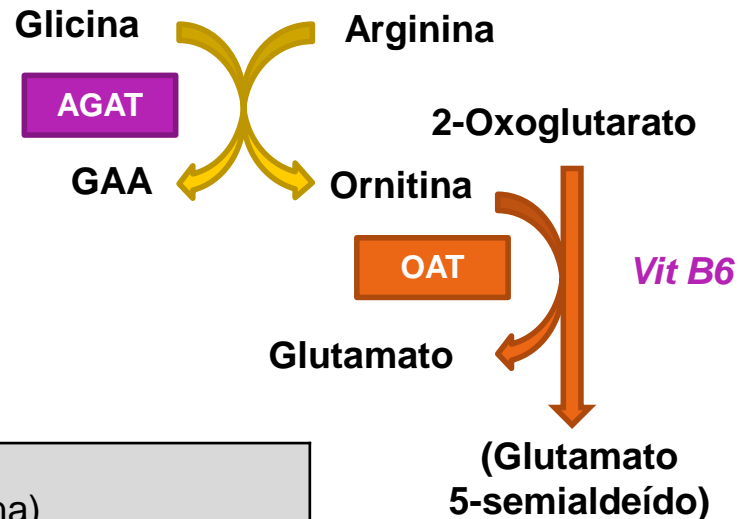 Glicina
Arginina
AGAT
2-Oxoglutarato
GAA
Ornitina
OAT
Vit B6
Glutamato
(Glutamato
5-semialdeído)